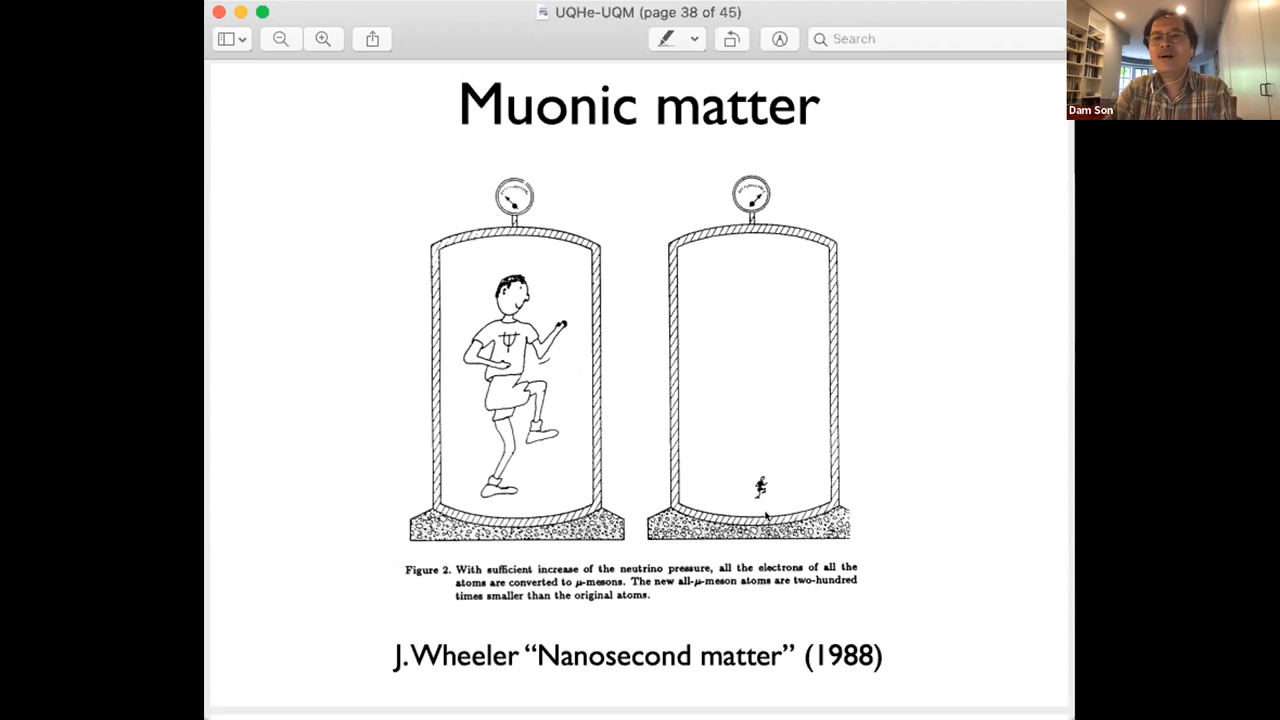 UQHe-UQM (page 38 of 45)
Search
Dam Son
Muonic matter
Ψ
Figure 2. With sufficient increase of the neutrino pressure, all the electrons of all the
atoms are converted to μ-mesons. The new all-μ-meson atoms are two-hundred
times smaller than the original atoms.
J. Wheeler “Nanosecond matter” (1988)